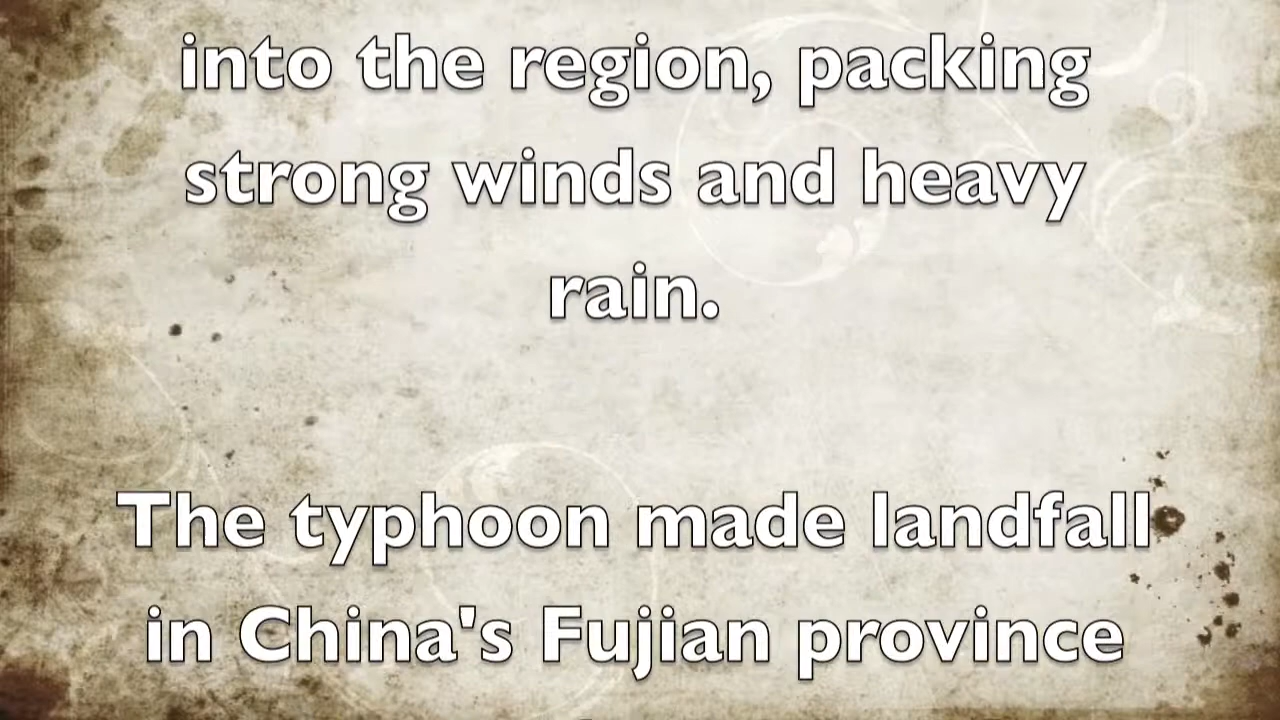 into the region, packing
strong winds and heavy
rain.
The typhoon made landfall
in China's Fujian province